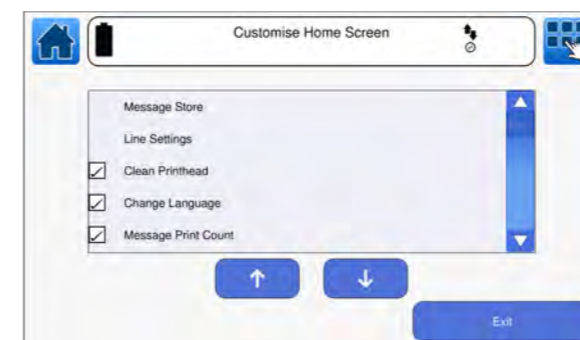 Customise Home Screen
Message Store
Line Settings
Clean Printhead
Change Language
Message Print Count
Exit